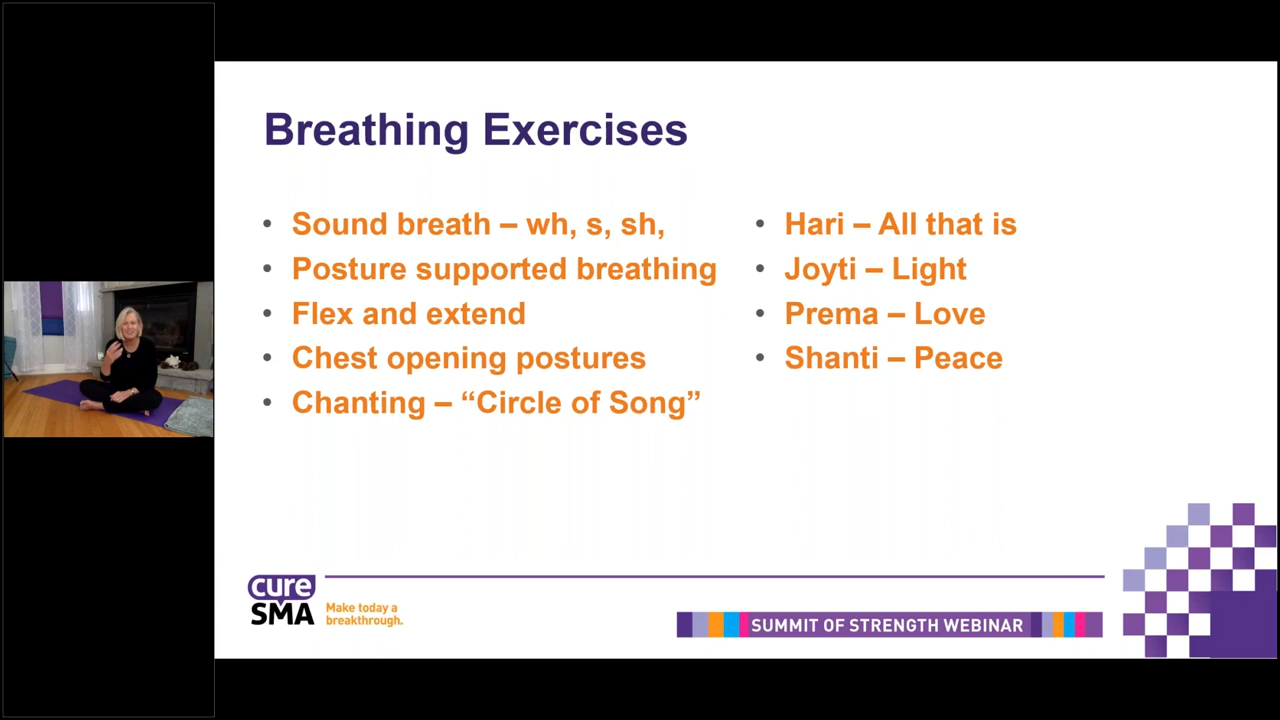 Breathing Exercises
• Sound breath – wh, s, sh,
• Posture supported breathing
• Flex and extend
• Chest opening postures
• Chanting – “Circle of Song”
• Hari – All that is
• Joyti – Light
• Prema – Love
• Shanti – Peace
cure
SMA
Make today a
breakthrough.
SUMMIT OF STRENGTH WEBINAR